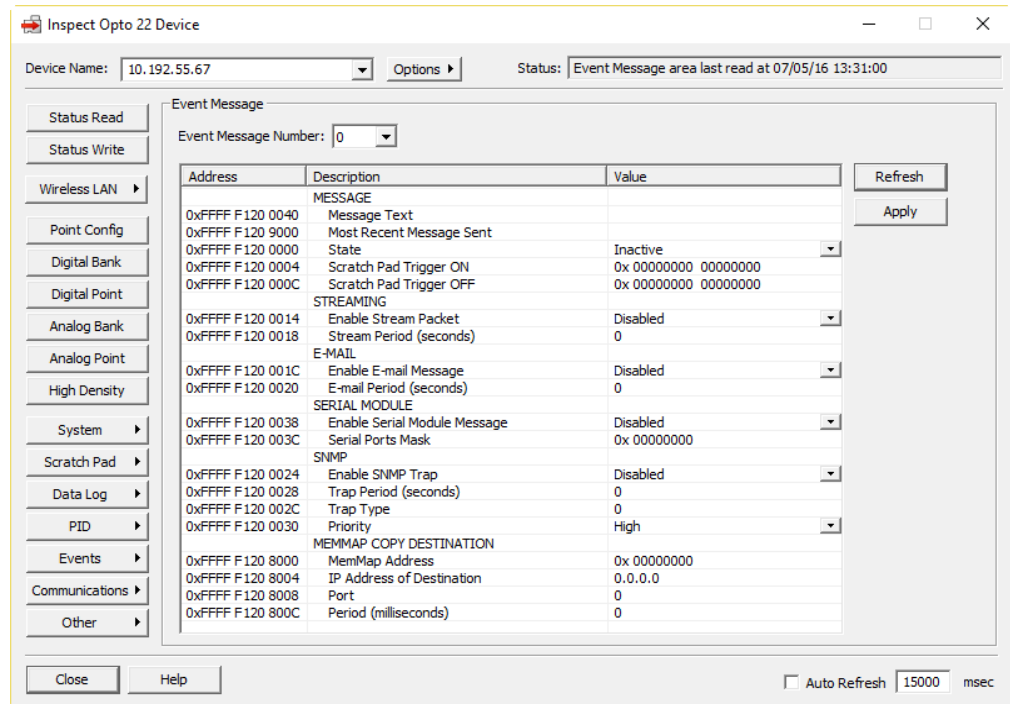 Inspect Opto 22 Device
Device Name: 10.192.55.67 Options Status: Event Message area last read at 07/05/16 13:31:00
Status Read
Status Write
Wireless LAN
Point Config
Digital Bank
Digital Point
Analog Bank
Analog Point
High Density
System
Scratch Pad
Data Log
PID
Events
Communications
Other
Event Message
Event Message Number: 0
Address Description Value
MESSAGE
0xFFFF F120 0040 Message Text
0xFFFF F120 9000 Most Recent Message Sent
0xFFFF F120 0000 State Inactive
0xFFFF F120 0004 Scratch Pad Trigger ON 0x 00000000 00000000
0xFFFF F120 000C Scratch Pad Trigger OFF 0x 00000000 00000000
STREAMING
0xFFFF F120 0014 Enable Stream Packet Disabled
0xFFFF F120 0018 Stream Period (seconds) 0
E-MAIL
0xFFFF F120 001C Enable E-mail Message Disabled
0xFFFF F120 0020 E-mail Period (seconds) 0
SERIAL MODULE
0xFFFF F120 0038 Enable Serial Module Message Disabled
0xFFFF F120 003C Serial Ports Mask 0x 00000000
SNMP
0xFFFF F120 0024 Enable SNMP Trap Disabled
0xFFFF F120 0028 Trap Period (seconds) 0
0xFFFF F120 002C Trap Type 0
0xFFFF F120 0030 Priority High
MEMMAP COPY DESTINATION
0xFFFF F120 8000 MemMap Address 0x 00000000
0xFFFF F120 8004 IP Address of Destination 0.0.0.0
0xFFFF F120 8008 Port 0
0xFFFF F120 800C Period (milliseconds) 0
Refresh
Apply
Close Help Auto Refresh 15000 msec